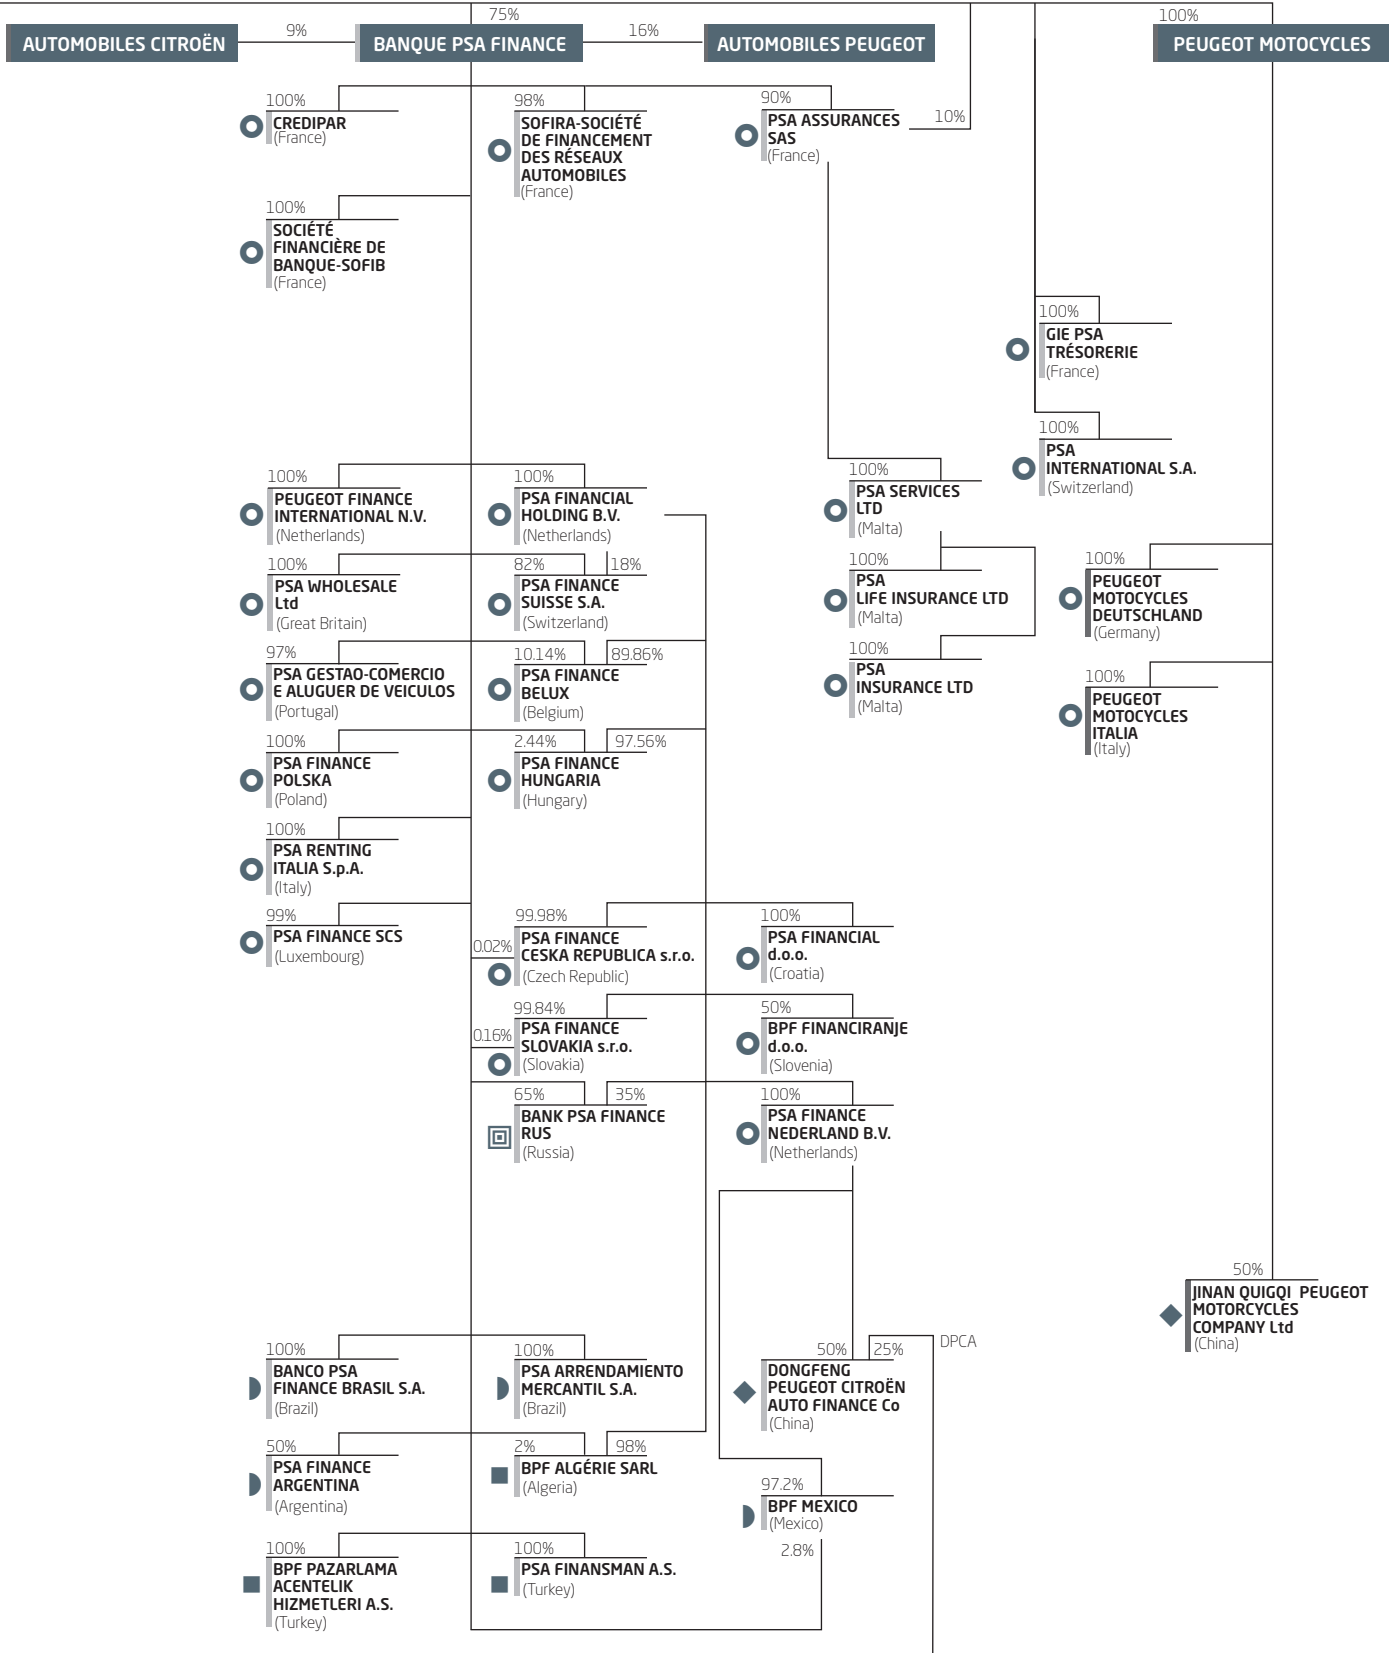 75%
100%
AUTOMOBILES CITROËN
9%
BANQUE PSA FINANCE
16%
AUTOMOBILES PEUGEOT
PEUGEOT MOTOCYCLES
100%
CREDIPAR
(France)
98%
SOFIRA-SOCIÉTÉ
DE FINANCEMENT
DES RÉSEAUX
AUTOMOBILES
(France)
90%
PSA ASSURANCES
SAS
(France)
10%
100%
SOCIÉTÉ
FINANCIÈRE DE
BANQUE-SOFIB
(France)
100%
GIE PSA
TRÉSORERIE
(France)
100%
PSA
INTERNATIONAL S.A.
(Switzerland)
100%
PEUGEOT FINANCE
INTERNATIONAL N.V.
(Netherlands)
100%
PSA FINANCIAL
HOLDING B.V.
(Netherlands)
100%
PSA SERVICES
LTD
(Malta)
100%
PSA WHOLESALE
Ltd
(Great Britain)
82%
18%
PSA FINANCE
SUISSE S.A.
(Switzerland)
100%
PSA
LIFE INSURANCE LTD
(Malta)
100%
PEUGEOT
MOTOCYCLES
DEUTSCHLAND
(Germany)
97%
PSA GESTAO-COMERCIO
E ALUGUER DE VEICULOS
(Portugal)
10.14%
89.86%
PSA FINANCE
BELUX
(Belgium)
100%
PSA
INSURANCE LTD
(Malta)
100%
PEUGEOT
MOTOCYCLES
ITALIA
(Italy)
100%
PSA FINANCE
POLSKA
(Poland)
2.44%
97.56%
PSA FINANCE
HUNGARIA
(Hungary)
100%
PSA RENTING
ITALIA S.p.A.
(Italy)
99%
PSA FINANCE SCS
(Luxembourg)
99.98%
0.02%
PSA FINANCE
CESKA REPUBLICA s.r.o.
(Czech Republic)
100%
PSA FINANCIAL
d.o.o.
(Croatia)
99.84%
0.16%
PSA FINANCE
SLOVAKIA s.r.o.
(Slovakia)
50%
BPF FINANCIRANJE
d.o.o.
(Slovenia)
65%
35%
BANK PSA FINANCE
RUS
(Russia)
100%
PSA FINANCE
NEDERLAND B.V.
(Netherlands)
50%
JINAN QUIGQI PEUGEOT
MOTORCYCLES
COMPANY Ltd
(China)
100%
BANCO PSA
FINANCE BRASIL S.A.
(Brazil)
100%
PSA ARRENDAMIENTO
MERCANTIL S.A.
(Brazil)
50%
25%
DPCA
DONGFENG
PEUGEOT CITROËN
AUTO FINANCE Co
(China)
50%
PSA FINANCE
ARGENTINA
(Argentina)
2%
98%
BPF ALGÉRIE SARL
(Algeria)
97.2%
BPF MEXICO
(Mexico)
2.8%
100%
BPF PAZARLAMA
ACENTELIK
HIZMETLERI A.S.
(Turkey)
100%
PSA FINANSMAN A.S.
(Turkey)